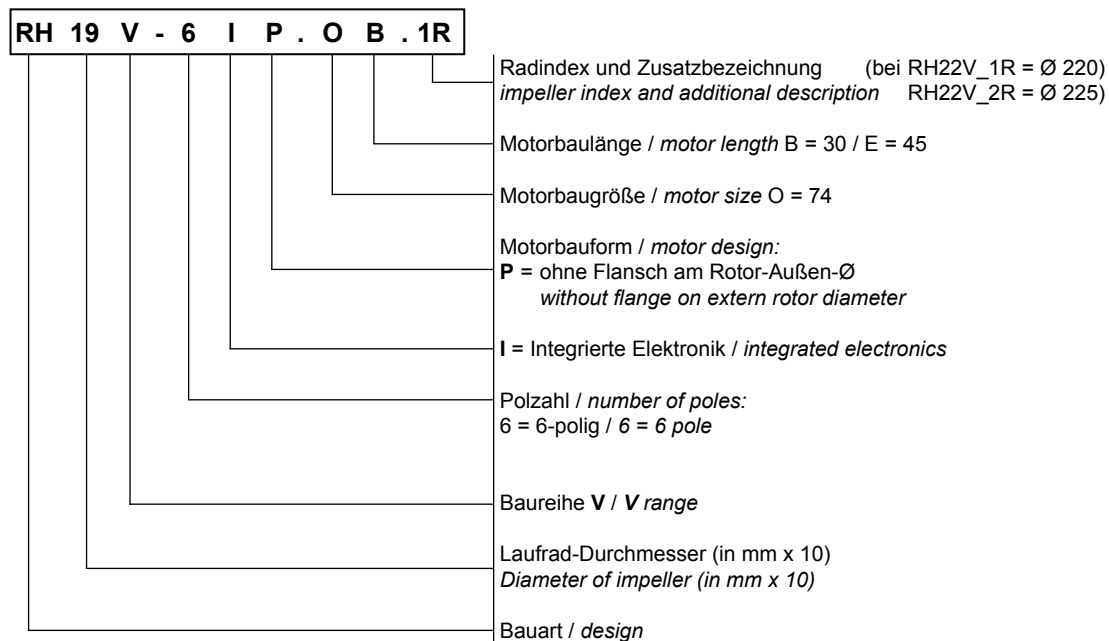 RH 19 V - 6 I P . O B . 1R
Radindex und Zusatzbezeichnung (bei RH22V_1R = Ø 220)
impeller index and additional description RH22V_2R = Ø 225)
Motorbaulänge / motor length B = 30 / E = 45
Motorbaugröße / motor size O = 74
Motorbauform / motor design:
P = ohne Flansch am Rotor-Außen-Ø
without flange on extern rotor diameter
I = Integrierte Elektronik / integrated electronics
Polzahl / number of poles:
6 = 6-polig / 6 = 6 pole
Baureihe V / V range
Laufrad-Durchmesser (in mm x 10)
Diameter of impeller (in mm x 10)
Bauart / design